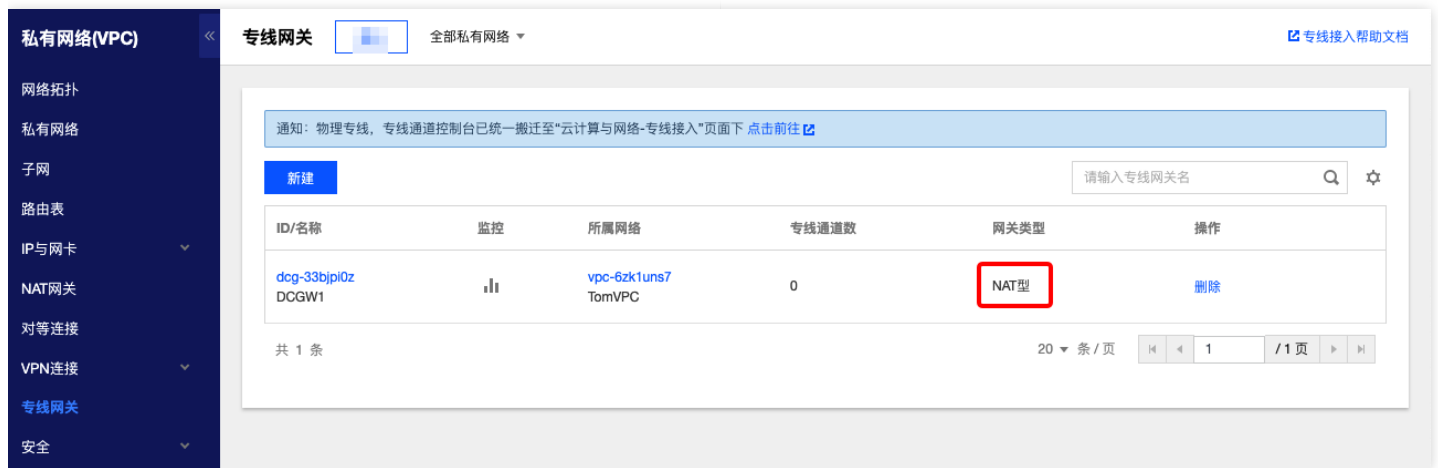 私有网络(VPC)
网络拓扑
私有网络
子网
路由表
IP与网卡
NAT网关
对等连接
VPN连接
专线网关
安全
专线网关 全部私有网络 专线接入帮助文档
通知：物理专线，专线通道控制台已统一搬迁至“云计算与网络-专线接入”页面下 点击前往
新建 请输入专线网关名
ID/名称 监控 所属网络 专线通道数 网关类型 操作
dcg-33bjpi0z vpc-6zk1uns7
DCGW1 TomVPC 0 NAT型 删除
共 1 条 20 条 / 页 1 / 1 页